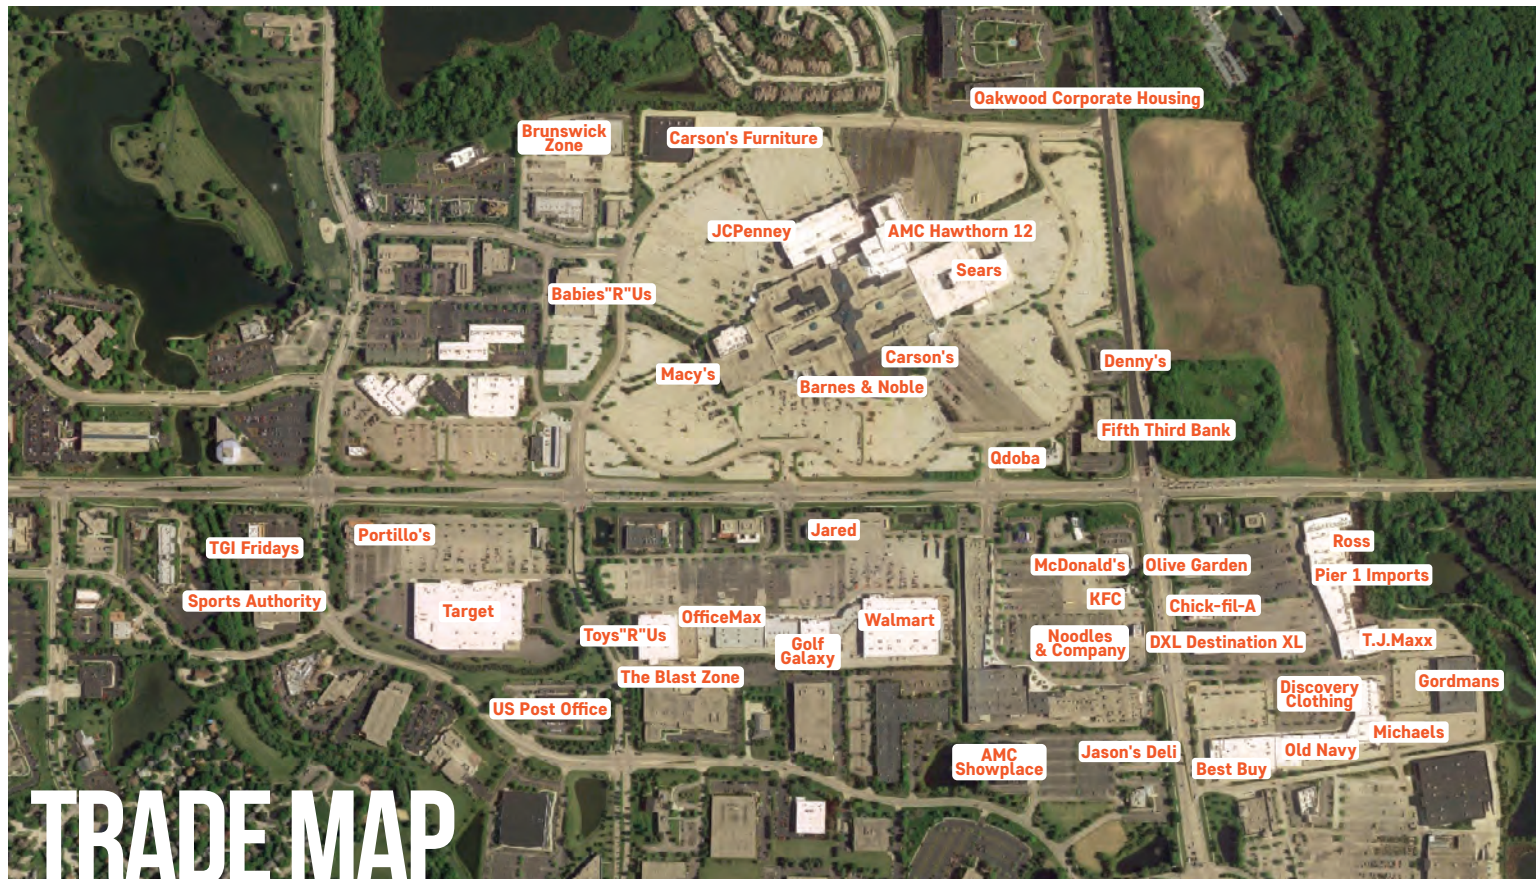 Oakwood Corporate Housing
Brunswick
Zone
Carson's Furniture
JCPenney
AMC Hawthorn 12
Sears
Babies"R"Us
Carson's
Denny's
Macy's
Barnes & Noble
Fifth Third Bank
Qdoba
Jared
Portillo's
Ross
TGI Fridays
McDonald's
Olive Garden
Pier 1 Imports
Sports Authority
KFC
Chick-fil-A
Target
OfficeMax
Walmart
Toys"R"Us
Golf
Galaxy
Noodles
& Company
DXL Destination XL
T.J.Maxx
The Blast Zone
Gordmans
Discovery
Clothing
US Post Office
Michaels
Old Navy
Jason's Deli
AMC
Showplace
Best Buy
TRADE MAP